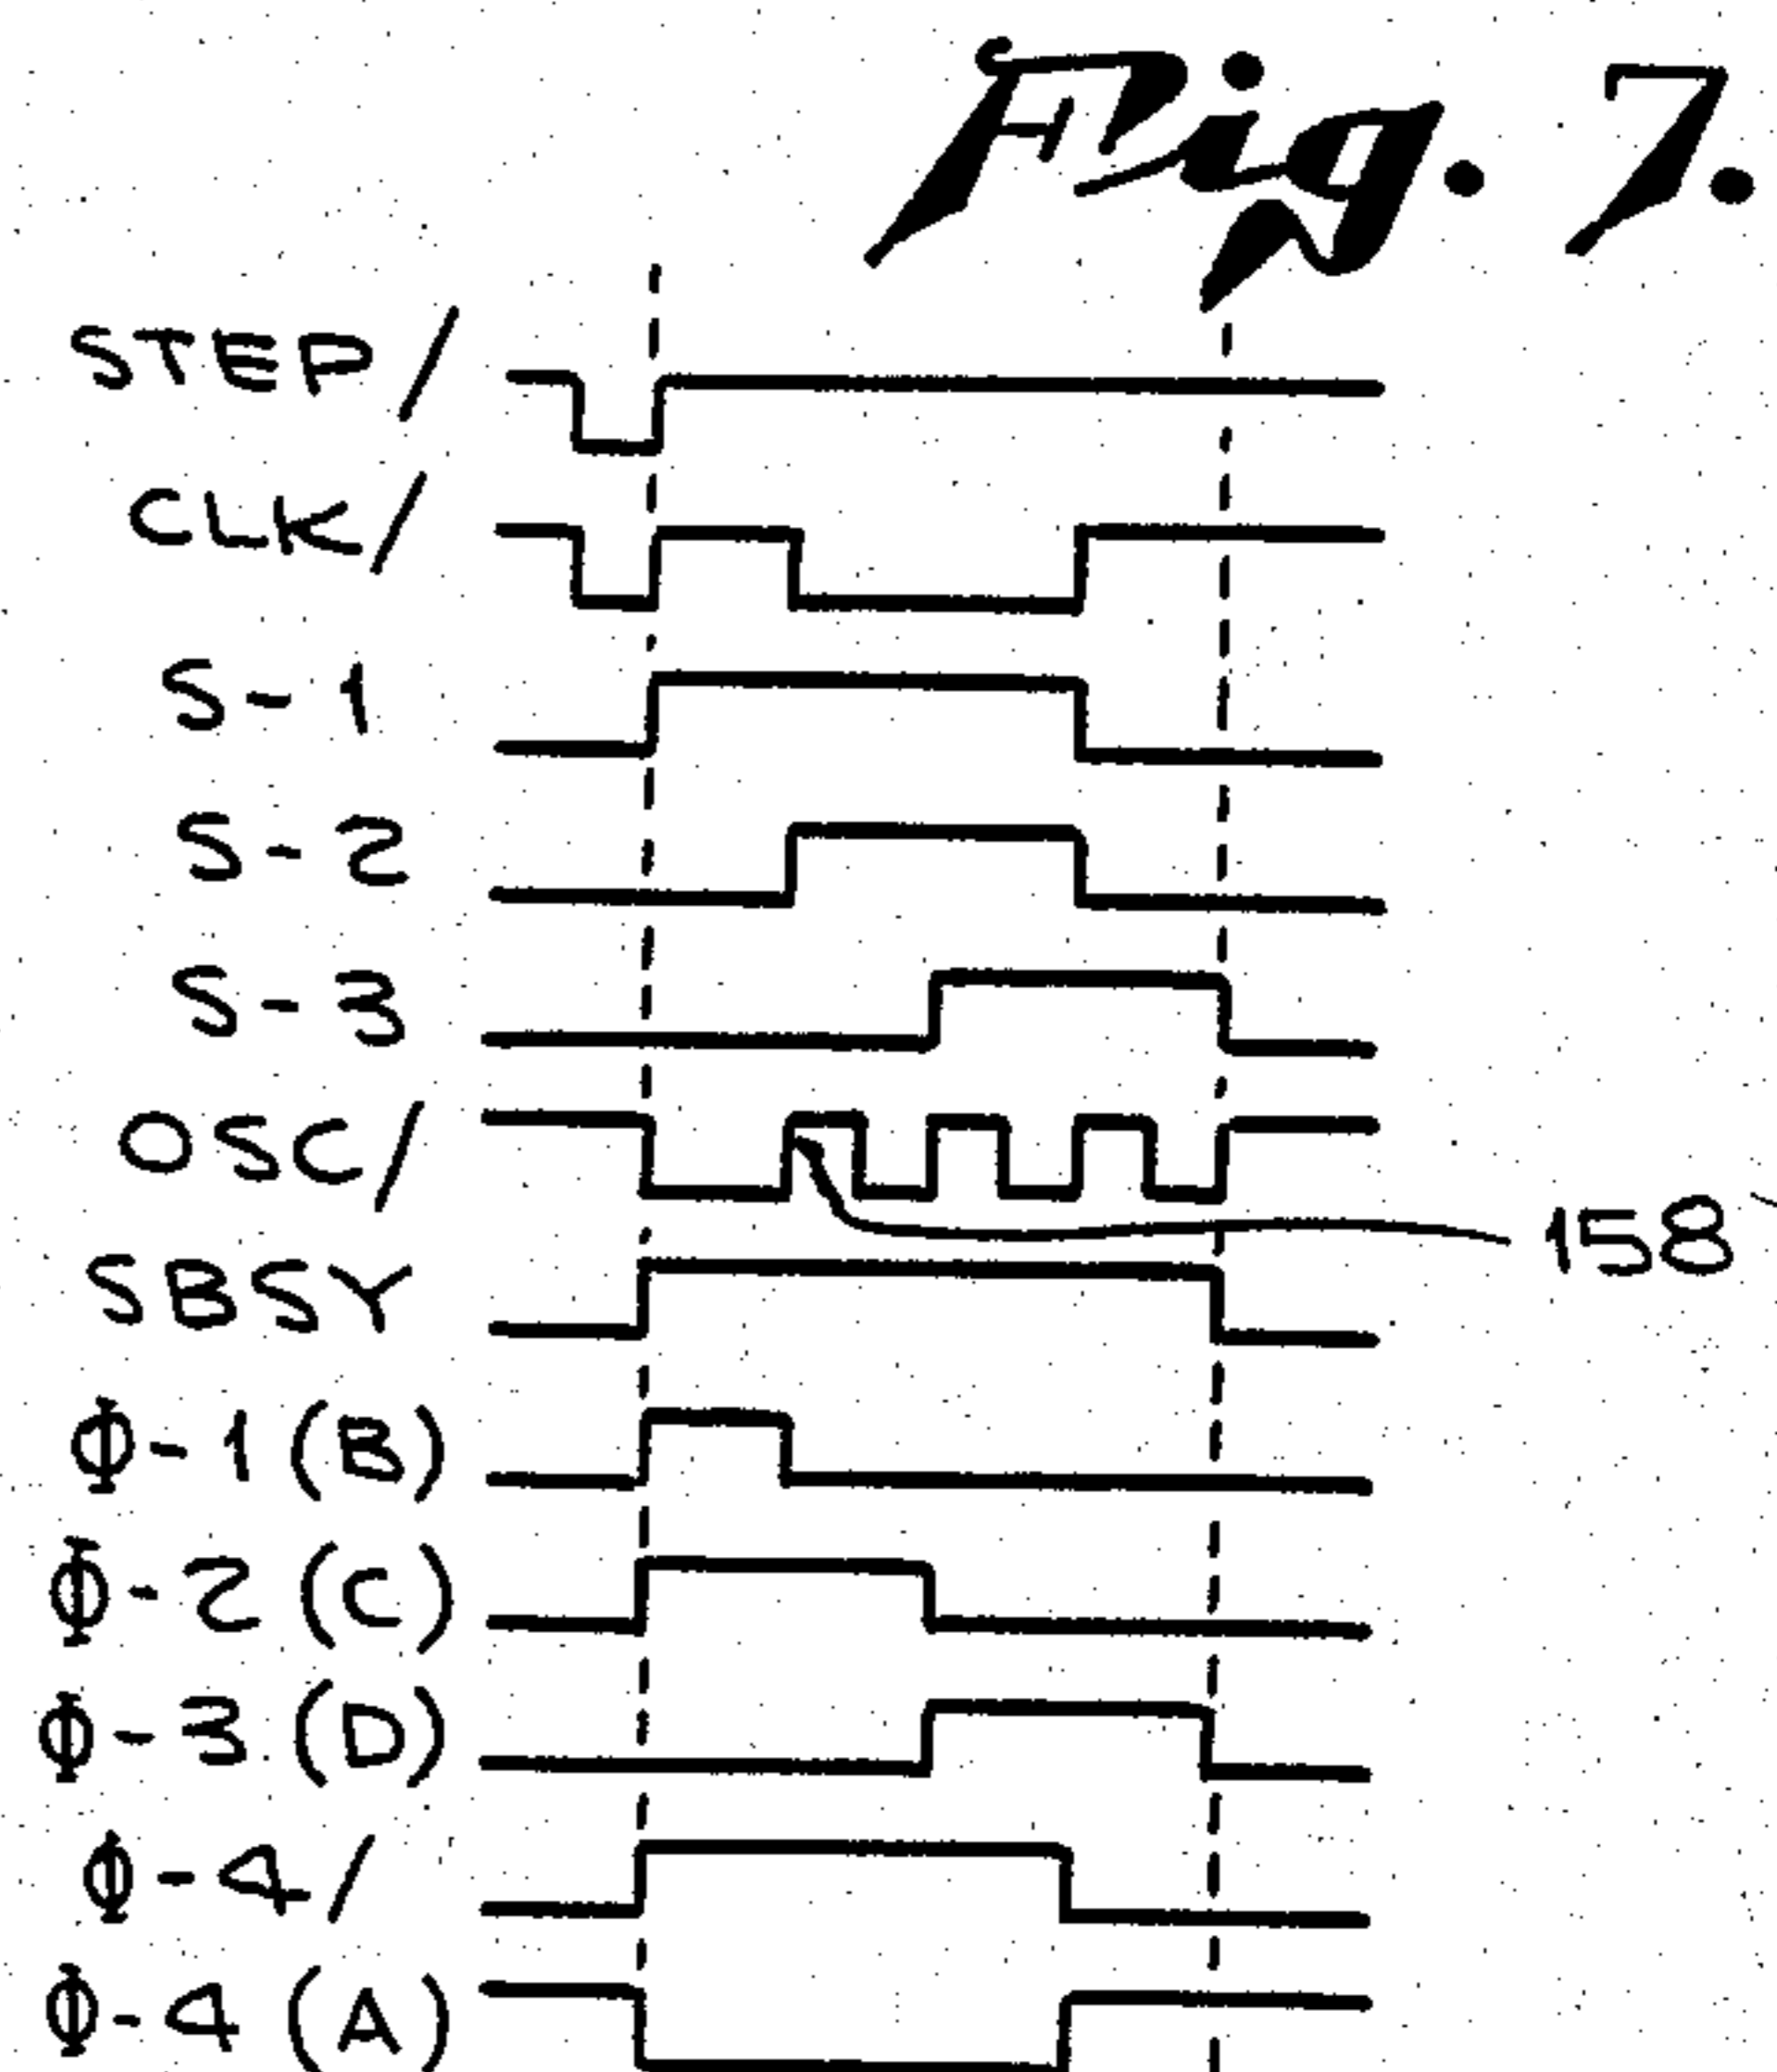 Fig. 7.
STEP/
CLK/
S-1
S-2
S-3
OSC/
158
SBSY
Φ-1 (B)
Φ-2 (C)
Φ-3 (D)
Φ-4/
Φ-4 (A)